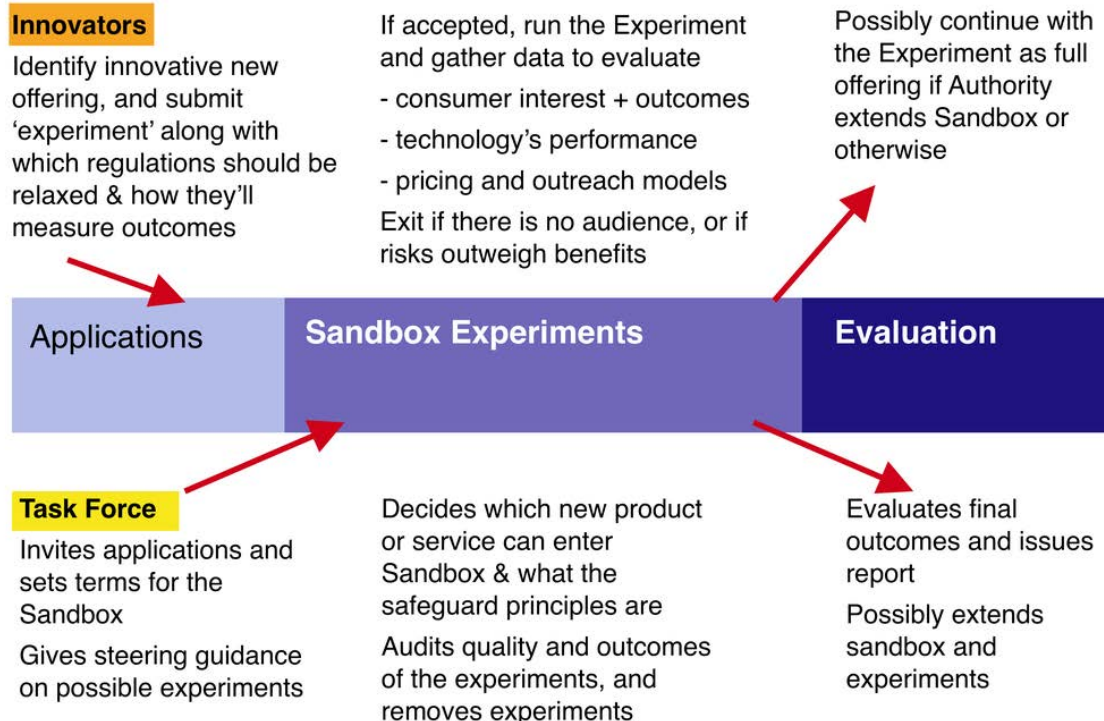 Innovators
Identify innovative new
offering, and submit
‘experiment’ along with
which regulations should be
relaxed & how they’ll
measure outcomes
If accepted, run the Experiment
and gather data to evaluate
- consumer interest + outcomes
- technology’s performance
- pricing and outreach models
Exit if there is no audience, or if
risks outweigh benefits
Possibly continue with
the Experiment as full
offering if Authority
extends Sandbox or
otherwise
Applications
Sandbox Experiments
Evaluation
Task Force
Invites applications and
sets terms for the
Sandbox
Gives steering guidance
on possible experiments
Decides which new product
or service can enter
Sandbox & what the
safeguard principles are
Audits quality and outcomes
of the experiments, and
removes experiments
Evaluates final
outcomes and issues
report
Possibly extends
sandbox and
experiments